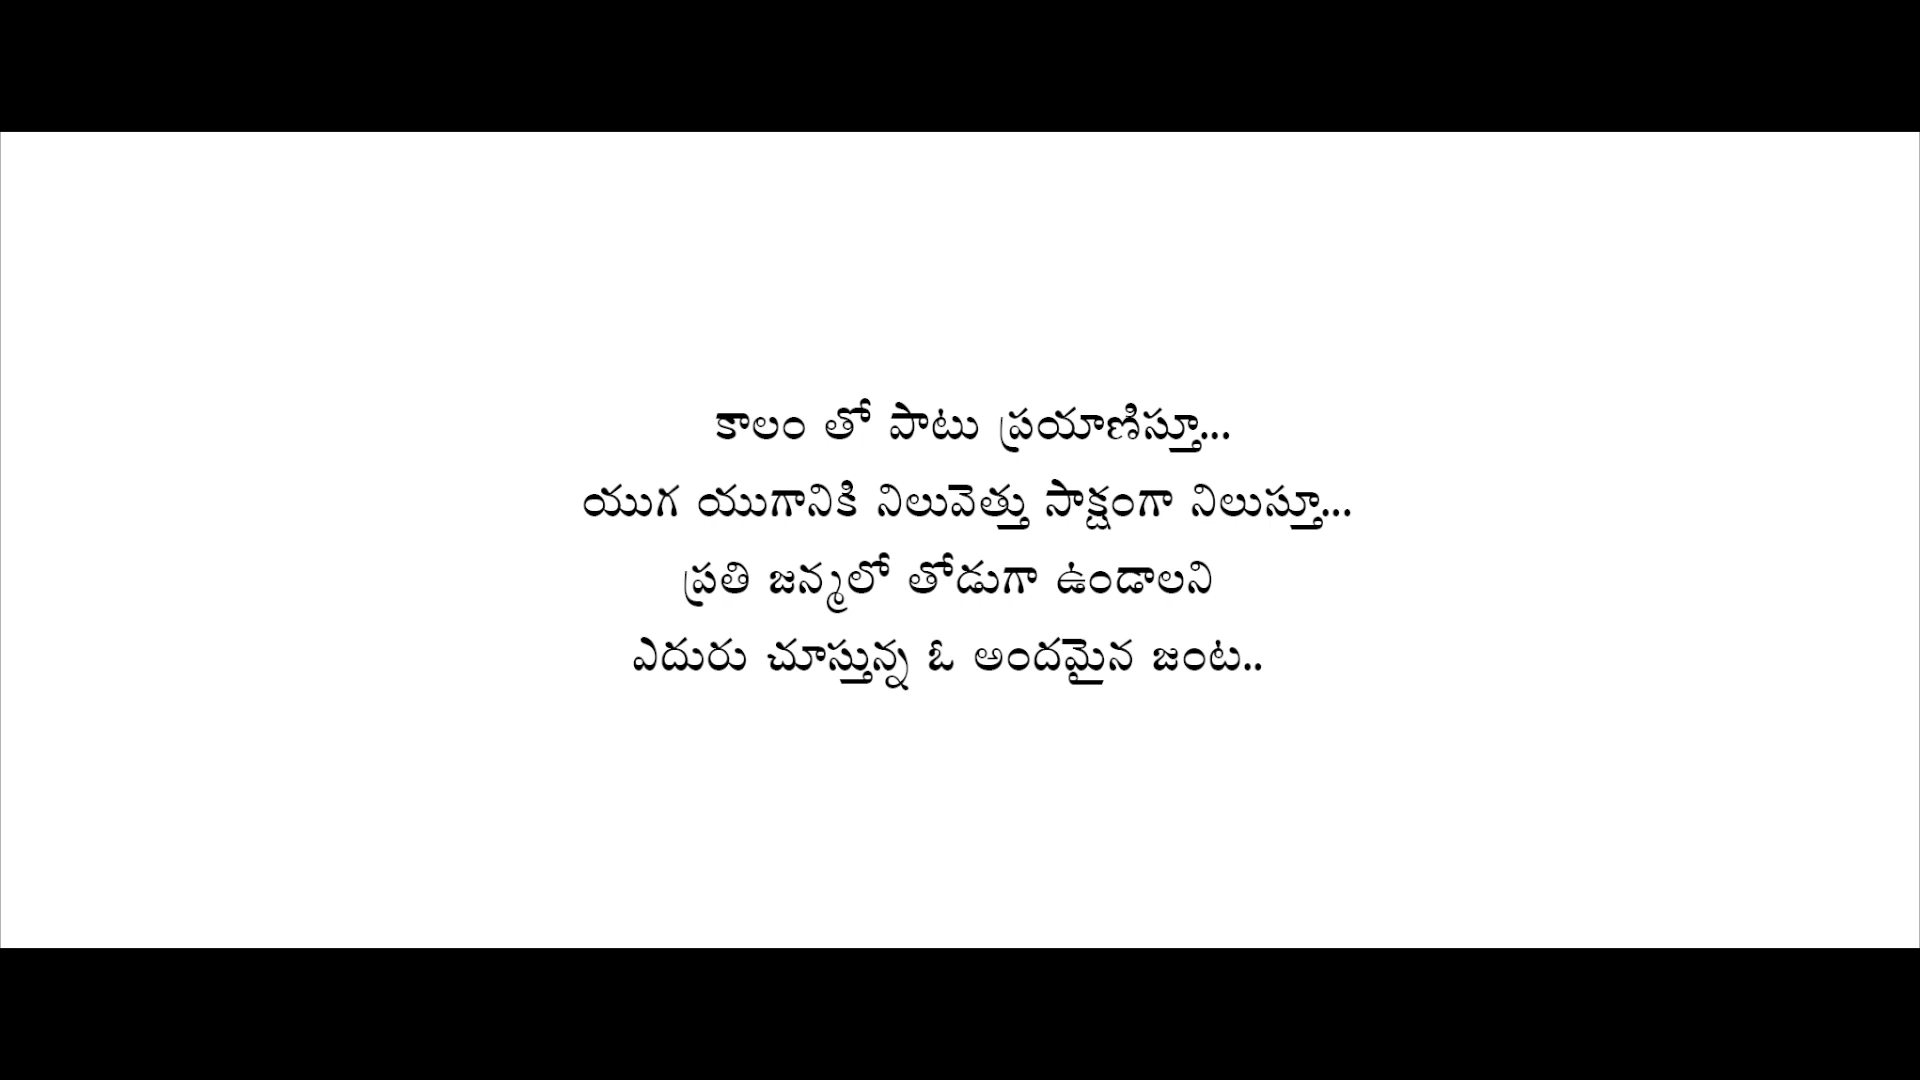 కాలం తో పాటు ప్రయాణిస్తూ...
యుగ యుగానికి నిలువెత్తు సాక్షంగా నిలుస్తూ...
ప్రతి జన్మలో తోడుగా ఉండాలని
ఎదురు చూస్తున్న ఓ అందమైన జంట..